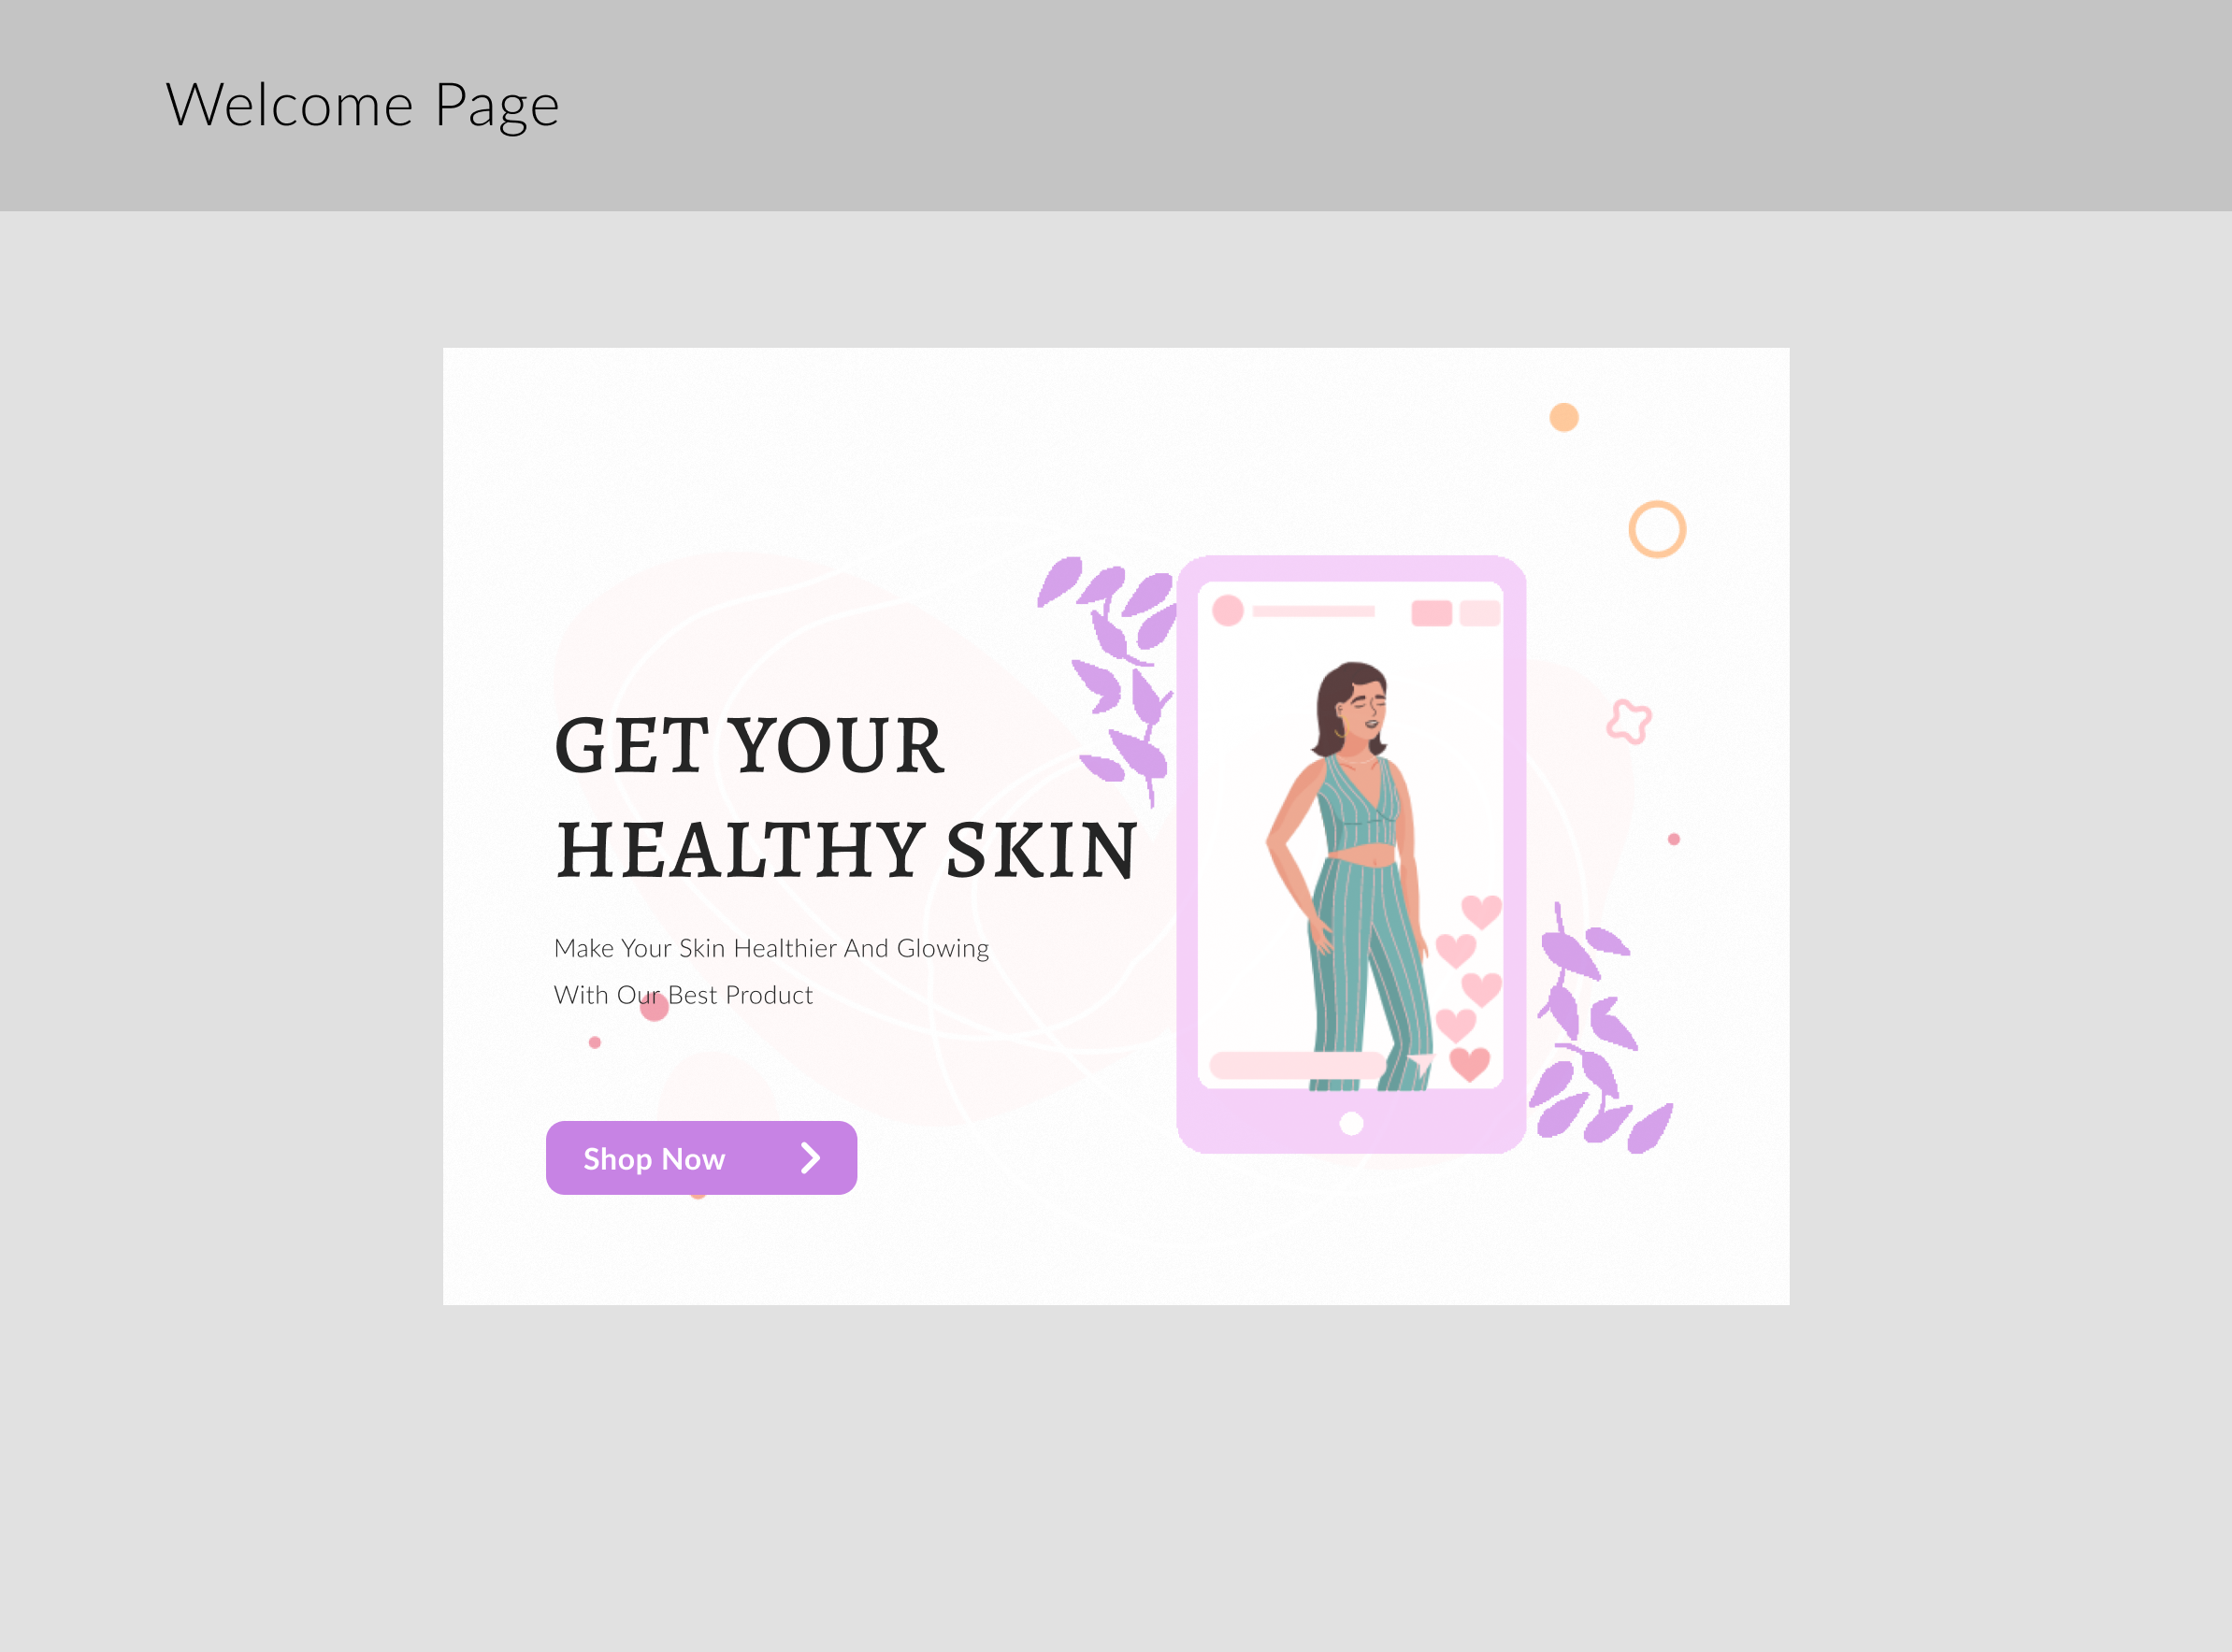 Welcome Page
GET YOUR
HEALTHY SKIN
Make Your Skin Healthier And Glowing
With Our Best Product
Shop Now